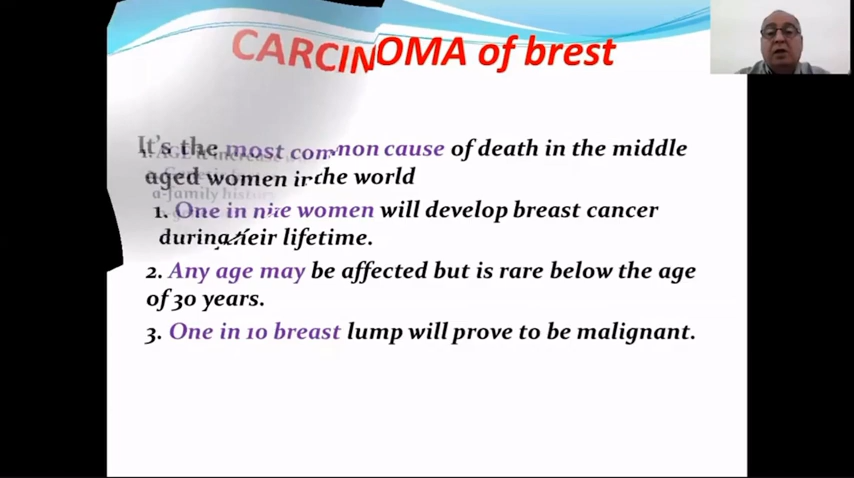 CARCINOMA of brest
It's the most common cause of death in the middle
aged women in the world
1. One in nine women will develop breast cancer
during their lifetime.
2. Any age may be affected but is rare below the age
of 30 years.
3. One in 10 breast lump will prove to be malignant.
a-family history